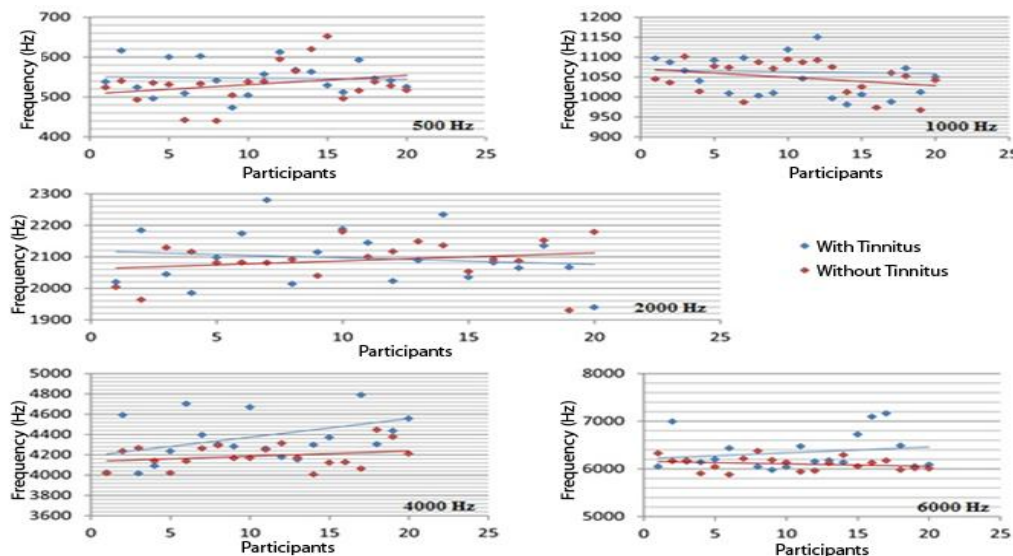 700
600
500
400
0 5 10 15 20 25
Frequency (Hz)
Participants
500 Hz
1200
1150
1100
1050
1000
950
900
0 5 10 15 20 25
Frequency (Hz)
Participants
1000 Hz
2300
2200
2100
2000
1900
0 5 10 15 20 25
Frequency (Hz)
Participants
2000 Hz
With Tinnitus
Without Tinnitus
5000
4800
4600
4400
4200
4000
3800
3600
0 5 10 15 20 25
Frequency (Hz)
Participants
4000 Hz
8000
7000
6000
5000
0 5 10 15 20 25
Frequency (Hz)
Participants
6000 Hz